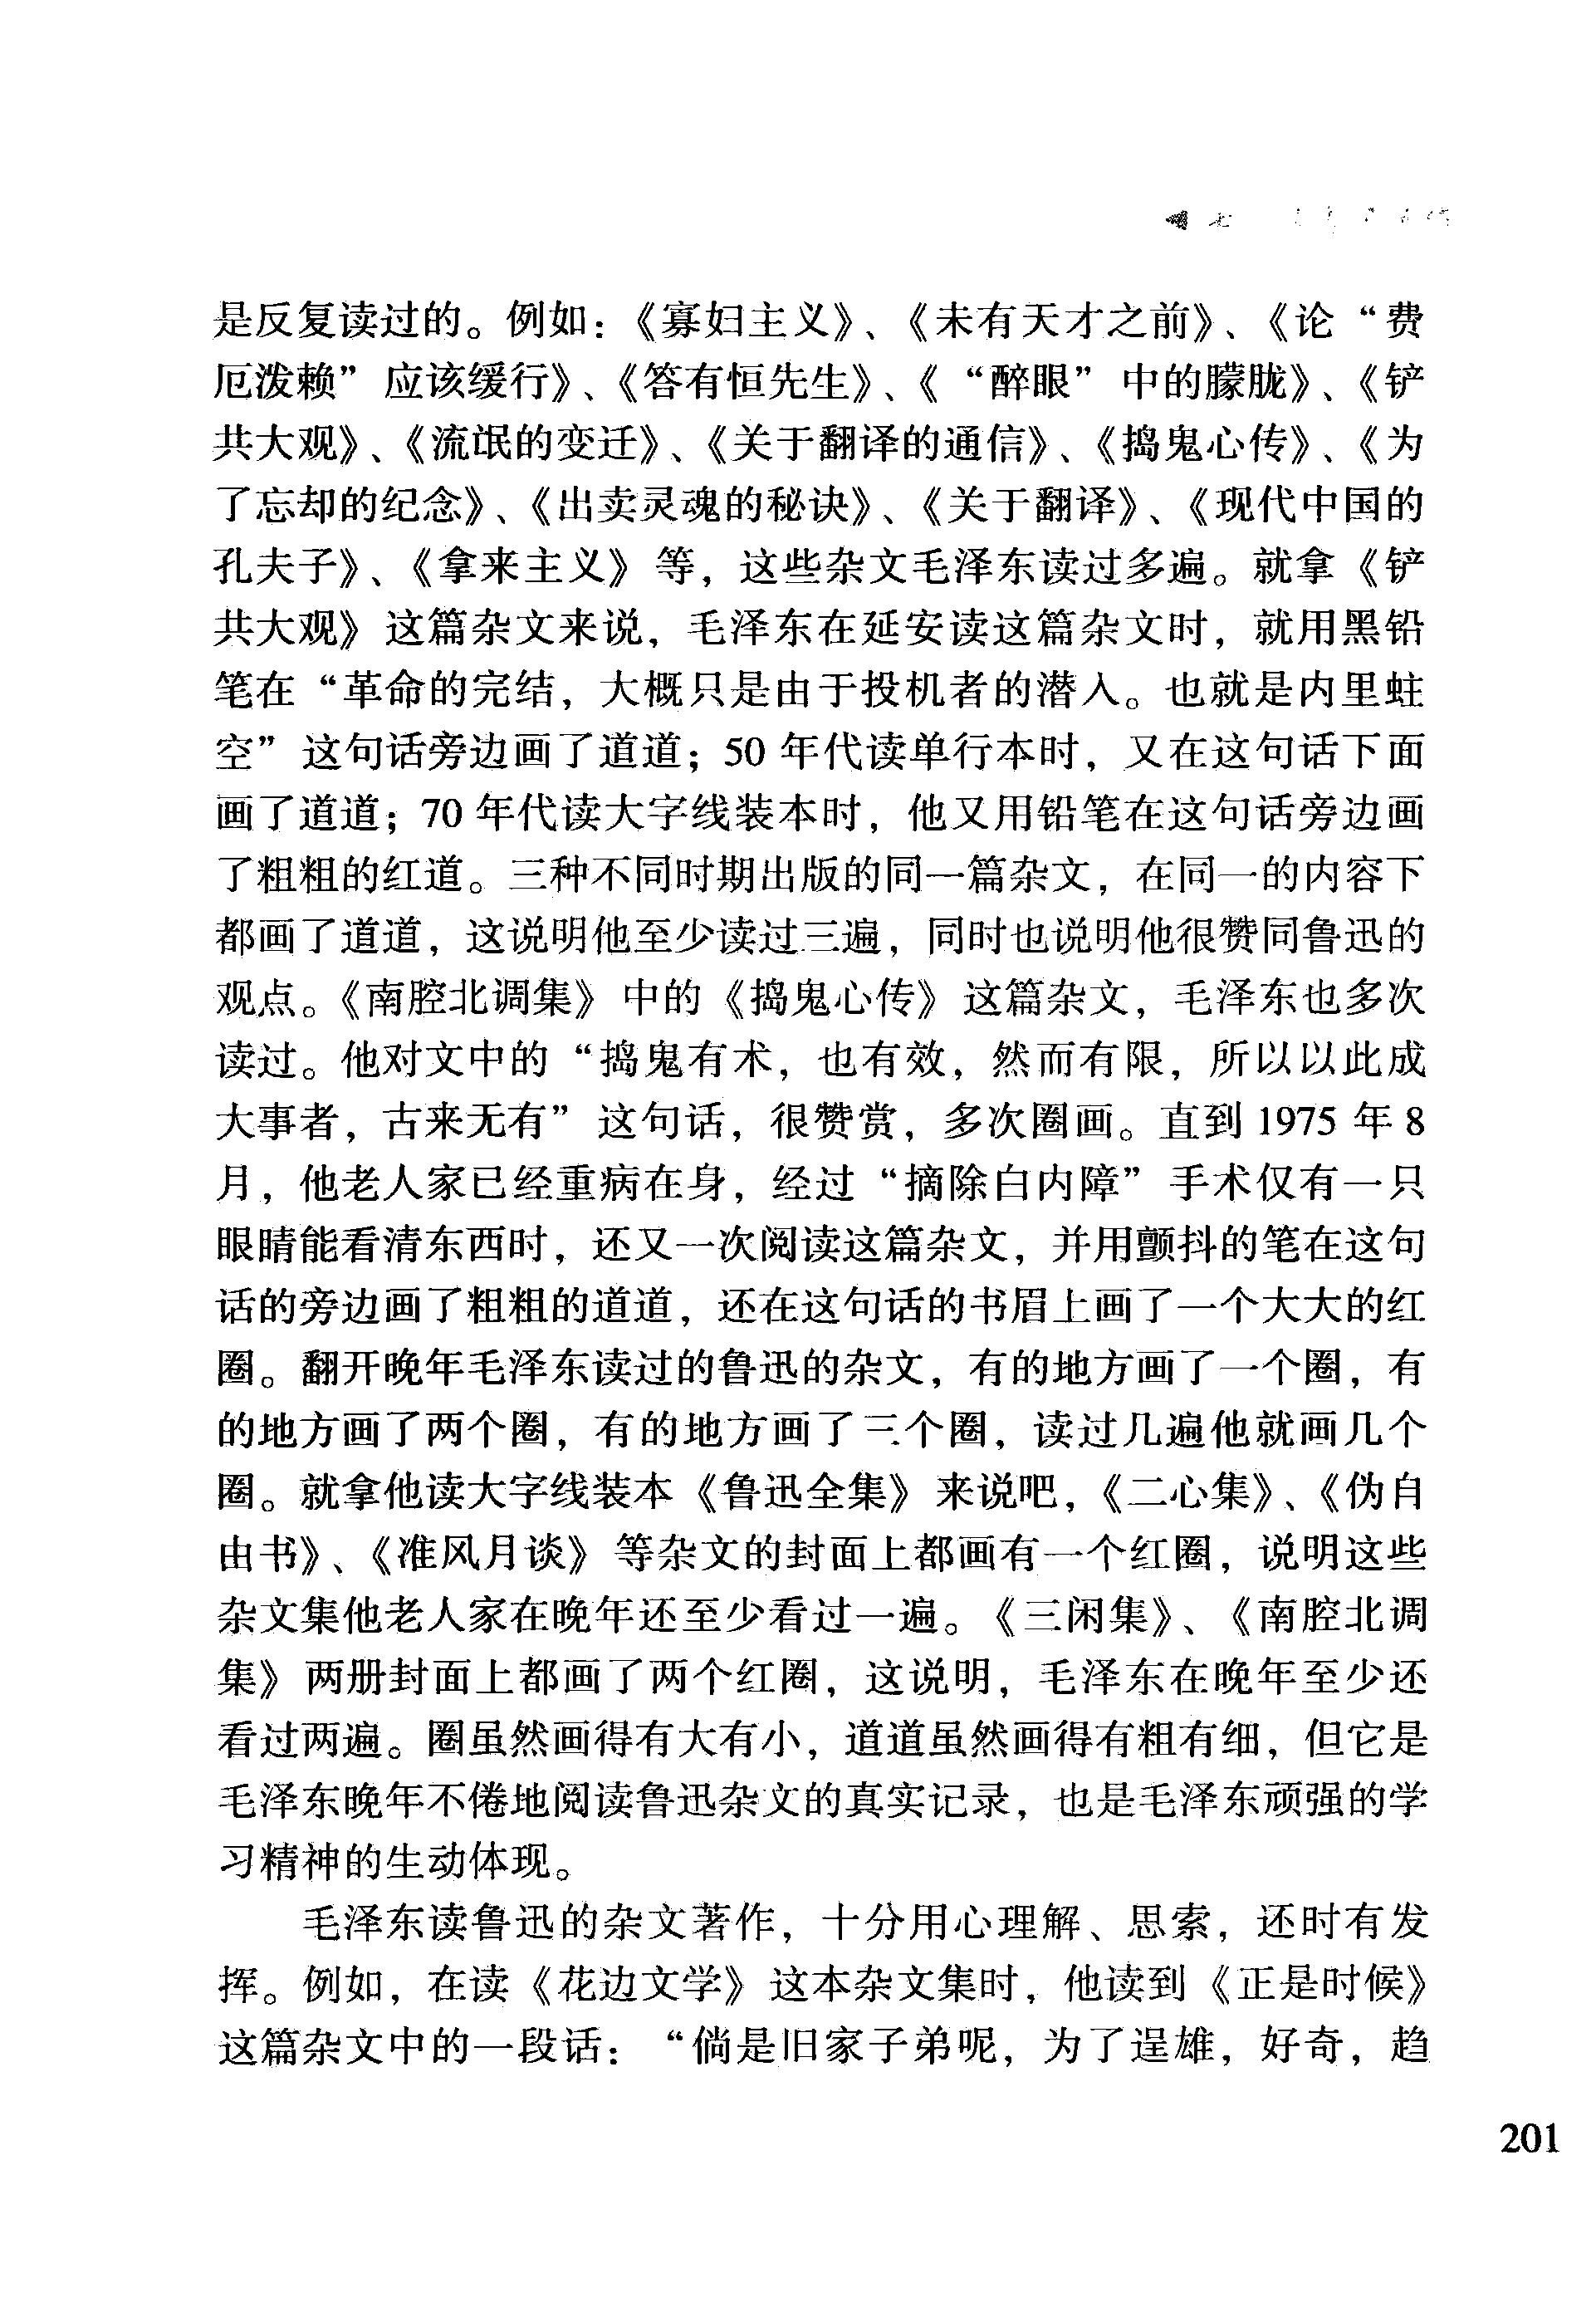 七
是反复读过的。例如：《寡妇主义》、《未有天才之前》、《论“费
厄泼赖”应该缓行》、《答有恒先生》、《“醉眼”中的朦胧》、《铲
共大观》、《流氓的变迁》、《关于翻译的通信》、《捣鬼心传》、《为
了忘却的纪念》、《出卖灵魂的秘诀》、《关于翻译》、《现代中国的
孔夫子》、《拿来主义》等，这些杂文毛泽东读过多遍。就拿《铲
共大观》这篇杂文来说，毛泽东在延安读这篇杂文时，就用黑铅
笔在“革命的完结，大概只是由于投机者的潜入。也就是内里蛀
空”这句话旁边画了道道；50 年代读单行本时，又在这句话下面
画了道道；70 年代读大字线装本时，他又用铅笔在这句话旁边画
了粗粗的红道。三种不同时期出版的同一篇杂文，在同一的内容下
都画了道道，这说明他至少读过三遍，同时也说明他很赞同鲁迅的
观点。《南腔北调集》中的《捣鬼心传》这篇杂文，毛泽东也多次
读过。他对文中的“捣鬼有术，也有效，然而有限，所以以此成
大事者，古来无有”这句话，很赞赏，多次圈画。直到 1975 年 8
月，他老人家已经重病在身，经过“摘除白内障”手术仅有一只
眼睛能看清东西时，还又一次阅读这篇杂文，并用颤抖的笔在这句
话的旁边画了粗粗的道道，还在这句话的书眉上画了一个大大的红
圈。翻开晚年毛泽东读过的鲁迅的杂文，有的地方画了一个圈，有
的地方画了两个圈，有的地方画了三个圈，读过几遍他就画几个
圈。就拿他读大字线装本《鲁迅全集》来说吧，《二心集》、《伪自
由书》、《准风月谈》等杂文的封面上都画有一个红圈，说明这些
杂文集他老人家在晚年还至少看过一遍。《三闲集》、《南腔北调
集》两册封面上都画了两个红圈，这说明，毛泽东在晚年至少还
看过两遍。圈虽然画得有大有小，道道虽然画得有粗有细，但它是
毛泽东晚年不倦地阅读鲁迅杂文的真实记录，也是毛泽东顽强的学
习精神的生动体现。
毛泽东读鲁迅的杂文著作，十分用心理解、思索，还时有发
挥。例如，在读《花边文学》这本杂文集时，他读到《正是时候》
这篇杂文中的一段话：“倘是旧家子弟呢，为了逞雄，好奇，趋
201